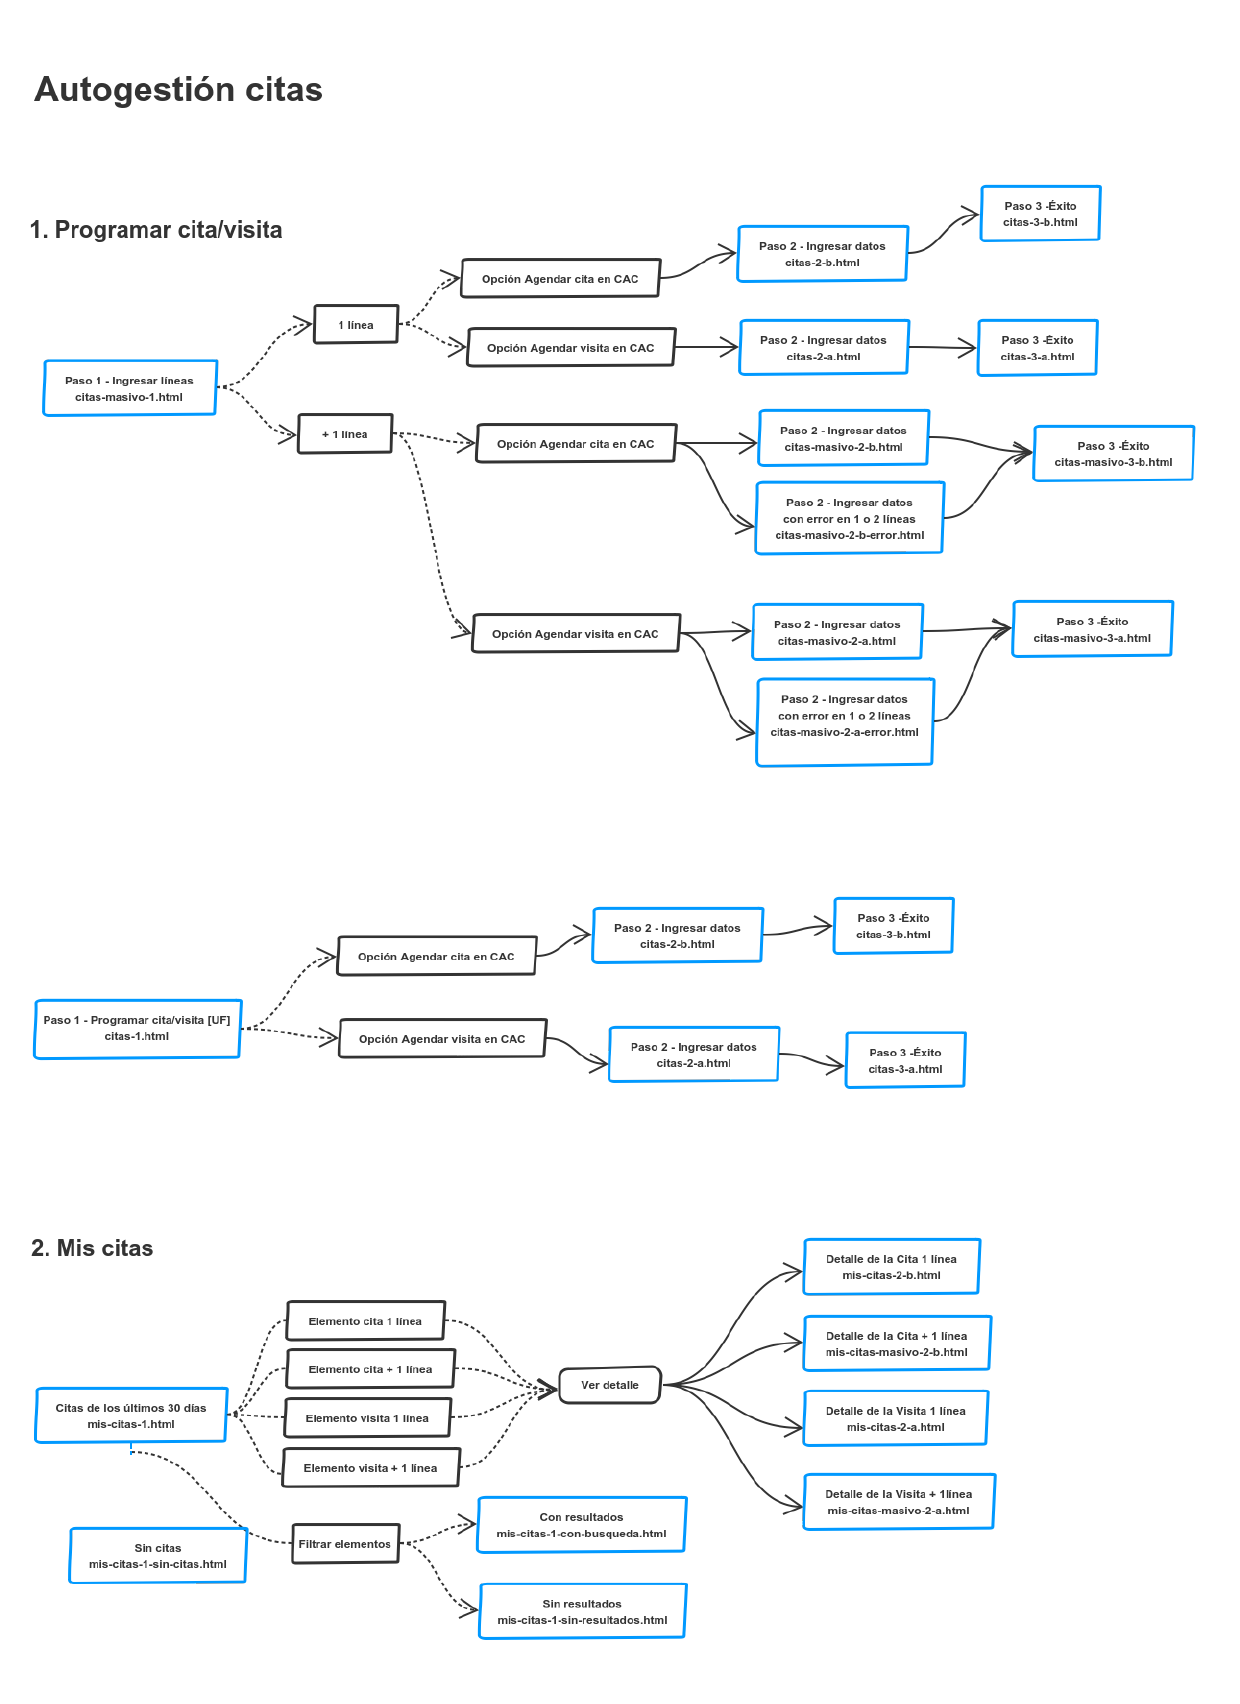 Autogestión citas
1. Programar cita/visita
Paso 1 - Ingresar líneas
citas-masivo-1.html
1 línea
+ 1 línea
Opción Agendar cita en CAC
Paso 2 - Ingresar datos
citas-2-b.html
Paso 3 -Éxito
citas-3-b.html
Opción Agendar visita en CAC
Paso 2 - Ingresar datos
citas-2-a.html
Paso 3 -Éxito
citas-3-a.html
Opción Agendar cita en CAC
Paso 2 - Ingresar datos
citas-masivo-2-b.html
Paso 2 - Ingresar datos
con error en 1 o 2 líneas
citas-masivo-2-b-error.html
Paso 3 -Éxito
citas-masivo-3-b.html
Opción Agendar visita en CAC
Paso 2 - Ingresar datos
citas-masivo-2-a.html
Paso 2 - Ingresar datos
con error en 1 o 2 líneas
citas-masivo-2-a-error.html
Paso 3 -Éxito
citas-masivo-3-a.html
Paso 1 - Programar cita/visita [UF]
citas-1.html
Opción Agendar cita en CAC
Paso 2 - Ingresar datos
citas-2-b.html
Paso 3 -Éxito
citas-3-b.html
Opción Agendar visita en CAC
Paso 2 - Ingresar datos
citas-2-a.html
Paso 3 -Éxito
citas-3-a.html
2. Mis citas
Citas de los últimos 30 días
mis-citas-1.html
Elemento cita 1 línea
Elemento cita + 1 línea
Elemento visita 1 línea
Elemento visita + 1 línea
Ver detalle
Detalle de la Cita 1 línea
mis-citas-2-b.html
Detalle de la Cita + 1 línea
mis-citas-masivo-2-b.html
Detalle de la Visita 1 línea
mis-citas-2-a.html
Detalle de la Visita + 1línea
mis-citas-masivo-2-a.html
Sin citas
mis-citas-1-sin-citas.html
Filtrar elementos
Con resultados
mis-citas-1-con-busqueda.html
Sin resultados
mis-citas-1-sin-resultados.html